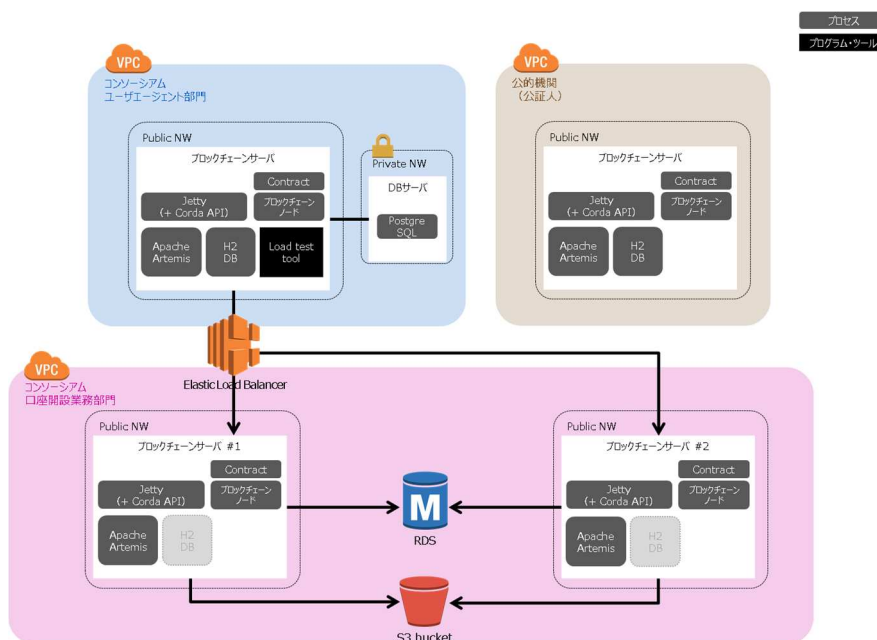 プロセス
プログラム・ツール
VPC
コンソーシアム
ユーザエージェント部門
Public NW
ブロックチェーンサーバ
Contract
Jetty
(+ Corda API)
ブロックチェーン
ノード
Apache
Artemis
H2
DB
Load test
tool
Private NW
DBサーバ
Postgre
SQL
VPC
公的機関
（公証人）
Public NW
ブロックチェーンサーバ
Contract
Jetty
(+ Corda API)
ブロックチェーン
ノード
Apache
Artemis
H2
DB
Elastic Load Balancer
VPC
コンソーシアム
口座開設業務部門
Public NW
ブロックチェーンサーバ #1
Contract
Jetty
(+ Corda API)
ブロックチェーン
ノード
Apache
Artemis
H2
DB
M
RDS
S3 bucket
Public NW
ブロックチェーンサーバ #2
Contract
Jetty
(+ Corda API)
ブロックチェーン
ノード
Apache
Artemis
H2
DB